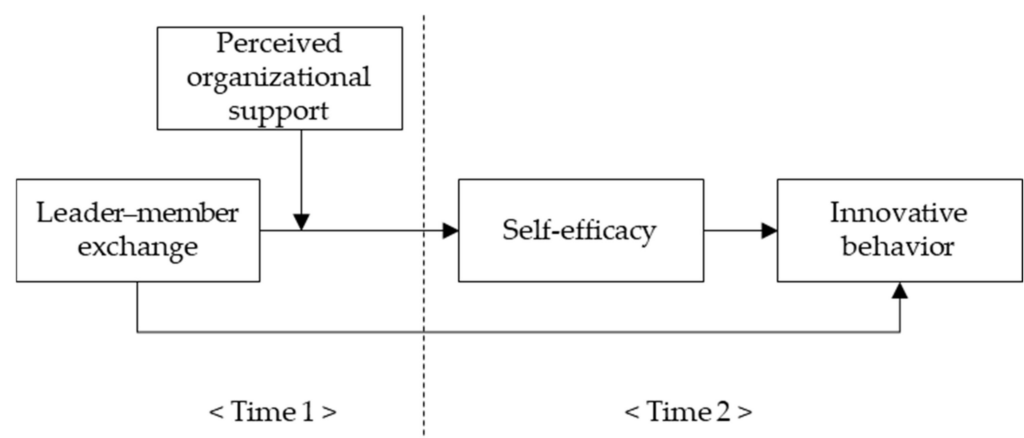 Perceived
organizational
support
Leader–member
exchange
Self-efficacy
Innovative
behavior
< Time 1 >
< Time 2 >